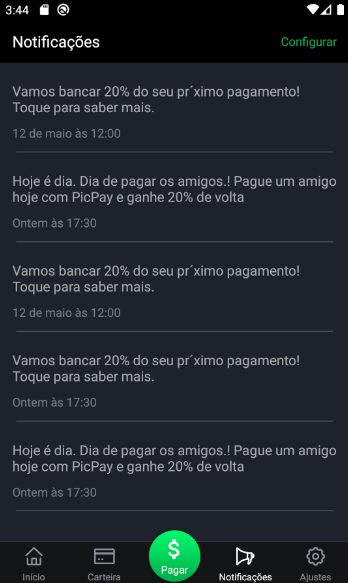 3:44
Notificações
Configurar
Vamos bancar 20% do seu pr´ximo pagamento!
Toque para saber mais.
12 de maio às 12:00
Hoje é dia. Dia de pagar os amigos.! Pague um amigo
hoje com PicPay e ganhe 20% de volta
Ontem às 17:30
Vamos bancar 20% do seu pr´ximo pagamento!
Toque para saber mais.
12 de maio às 12:00
Vamos bancar 20% do seu pr´ximo pagamento!
Toque para saber mais.
Ontem às 17:30
Hoje é dia. Dia de pagar os amigos.! Pague um amigo
hoje com PicPay e ganhe 20% de volta
Ontem às 17:30
Início
Carteira
$
Pagar
Notificações
Ajustes